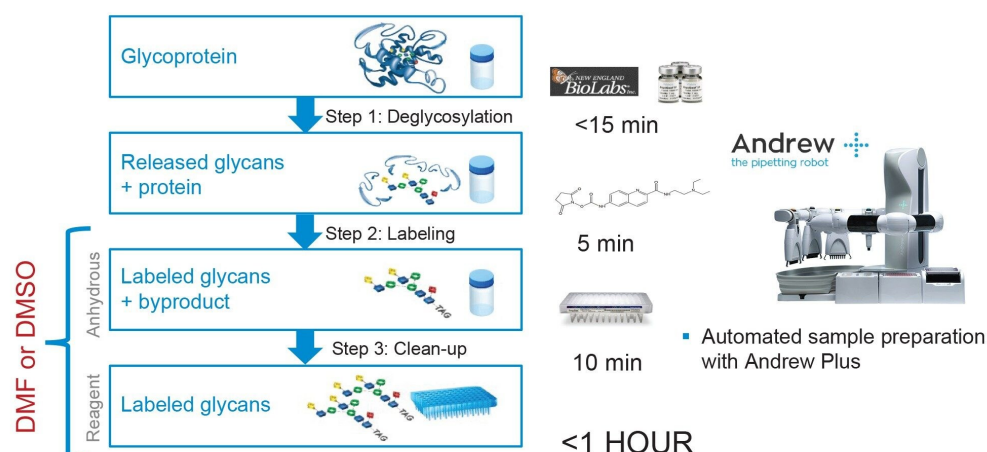 Glycoprotein
NEW ENGLAND
BioLabs Inc.
Step 1: Deglycosylation
<15 min
Released glycans
+ protein
Andrew
the pipetting robot
Step 2: Labeling
5 min
DMF or DMSO
Anhydrous
Labeled glycans
+ byproduct
TAG
Step 3: Clean-up
10 min
Automated sample preparation
with Andrew Plus
Reagent
Labeled glycans
TAG
TAG
<1 HOUR